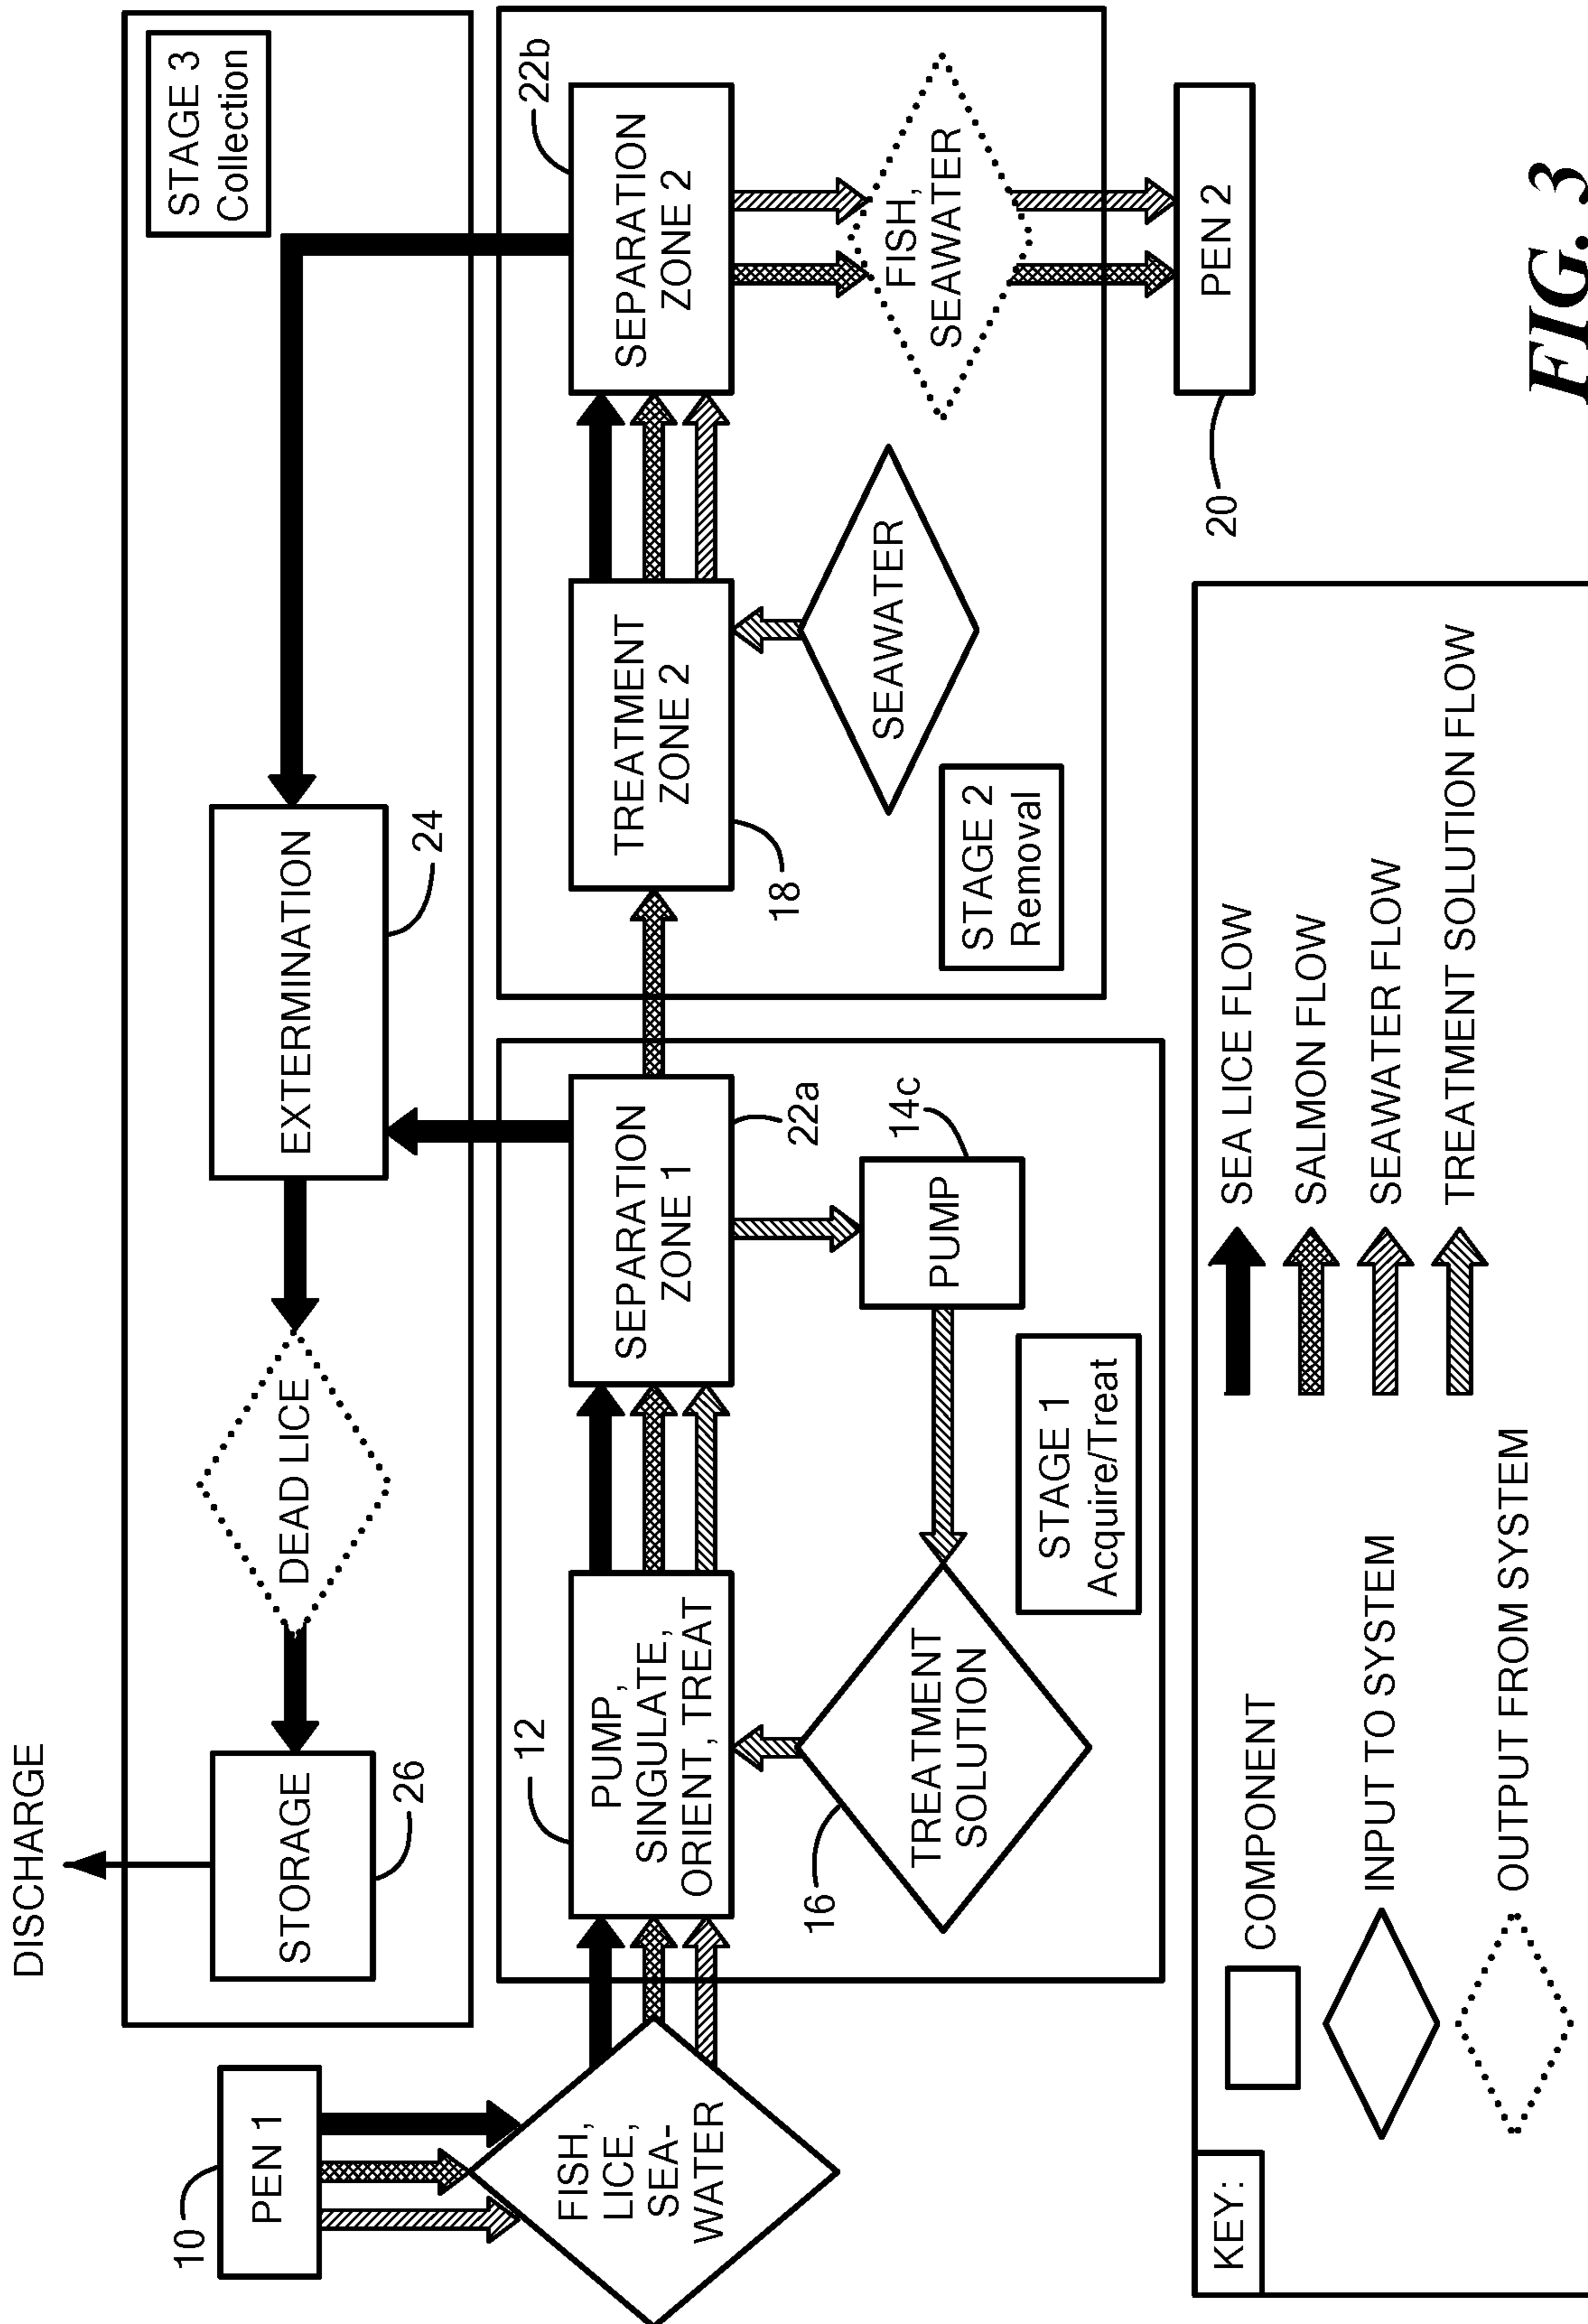 DISCHARGE
STAGE 3
Collection
STORAGE
26
DEAD LICE
EXTERMINATION
24
10
PEN 1
FISH,
LICE,
SEA-
WATER
12
PUMP,
SINGULATE,
ORIENT, TREAT
SEPARATION
ZONE 1
22a
16
TREATMENT
SOLUTION
PUMP
14c
STAGE 1
Acquire/Treat
TREATMENT
ZONE 2
18
SEPARATION
ZONE 2
22b
SEAWATER
FISH,
SEAWATER
STAGE 2
Removal
PEN 2
20
KEY:
COMPONENT
INPUT TO SYSTEM
OUTPUT FROM SYSTEM
SEA LICE FLOW
SALMON FLOW
SEAWATER FLOW
TREATMENT SOLUTION FLOW
FIG. 3